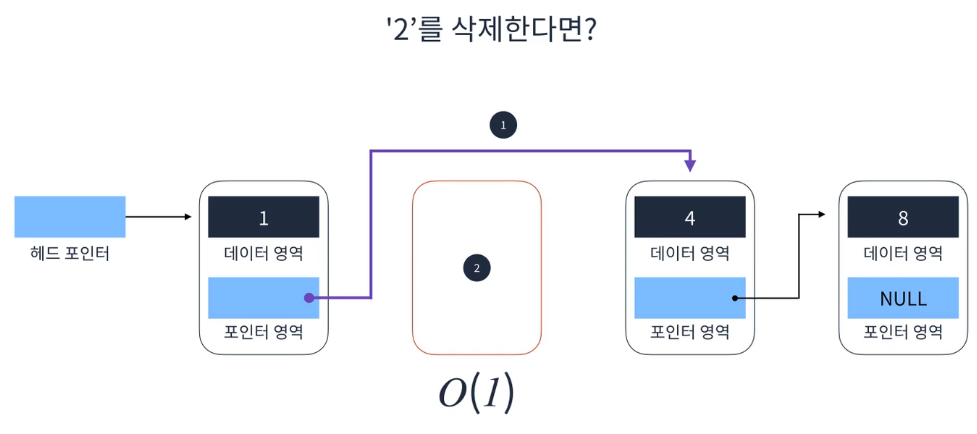 '2’를 삭제한다면?
1
헤드 포인터
1
데이터 영역
포인터 영역
2
4
데이터 영역
포인터 영역
8
데이터 영역
NULL
포인터 영역
O(1)